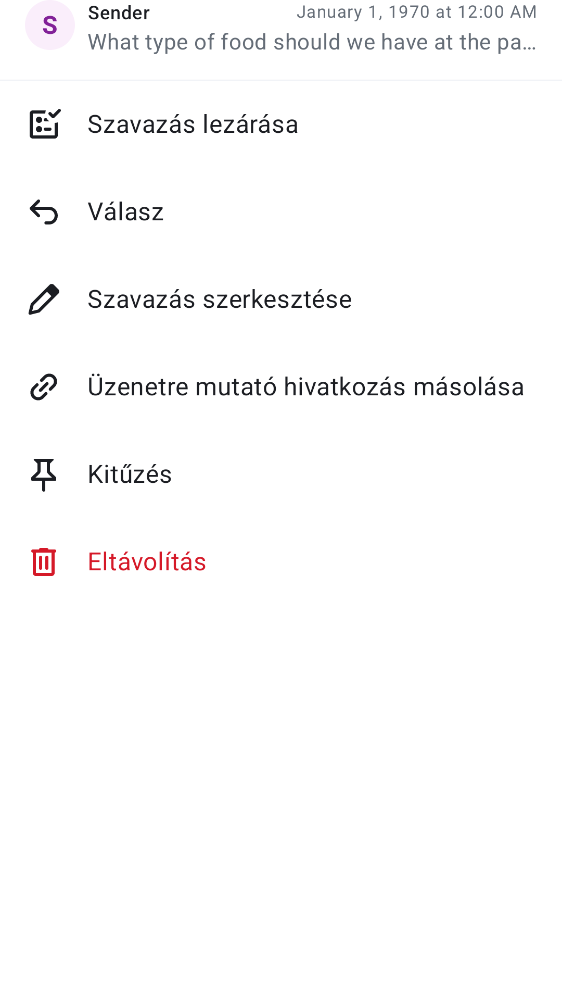 S
Sender
January 1, 1970 at 12:00 AM
What type of food should we have at the pa…
Szavazás lezárása
Válasz
Szavazás szerkesztése
Üzenetre mutató hivatkozás másolása
Kitűzés
Eltávolítás